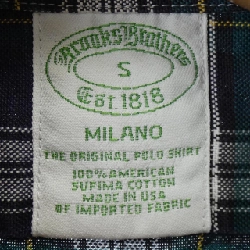 Brooks Brothers
S
EST. 1818
MILANO
THE ORIGINAL POLO SHIRT
100% AMERICAN
SUPIMA COTTON
MADE IN USA
OF IMPORTED FABRIC